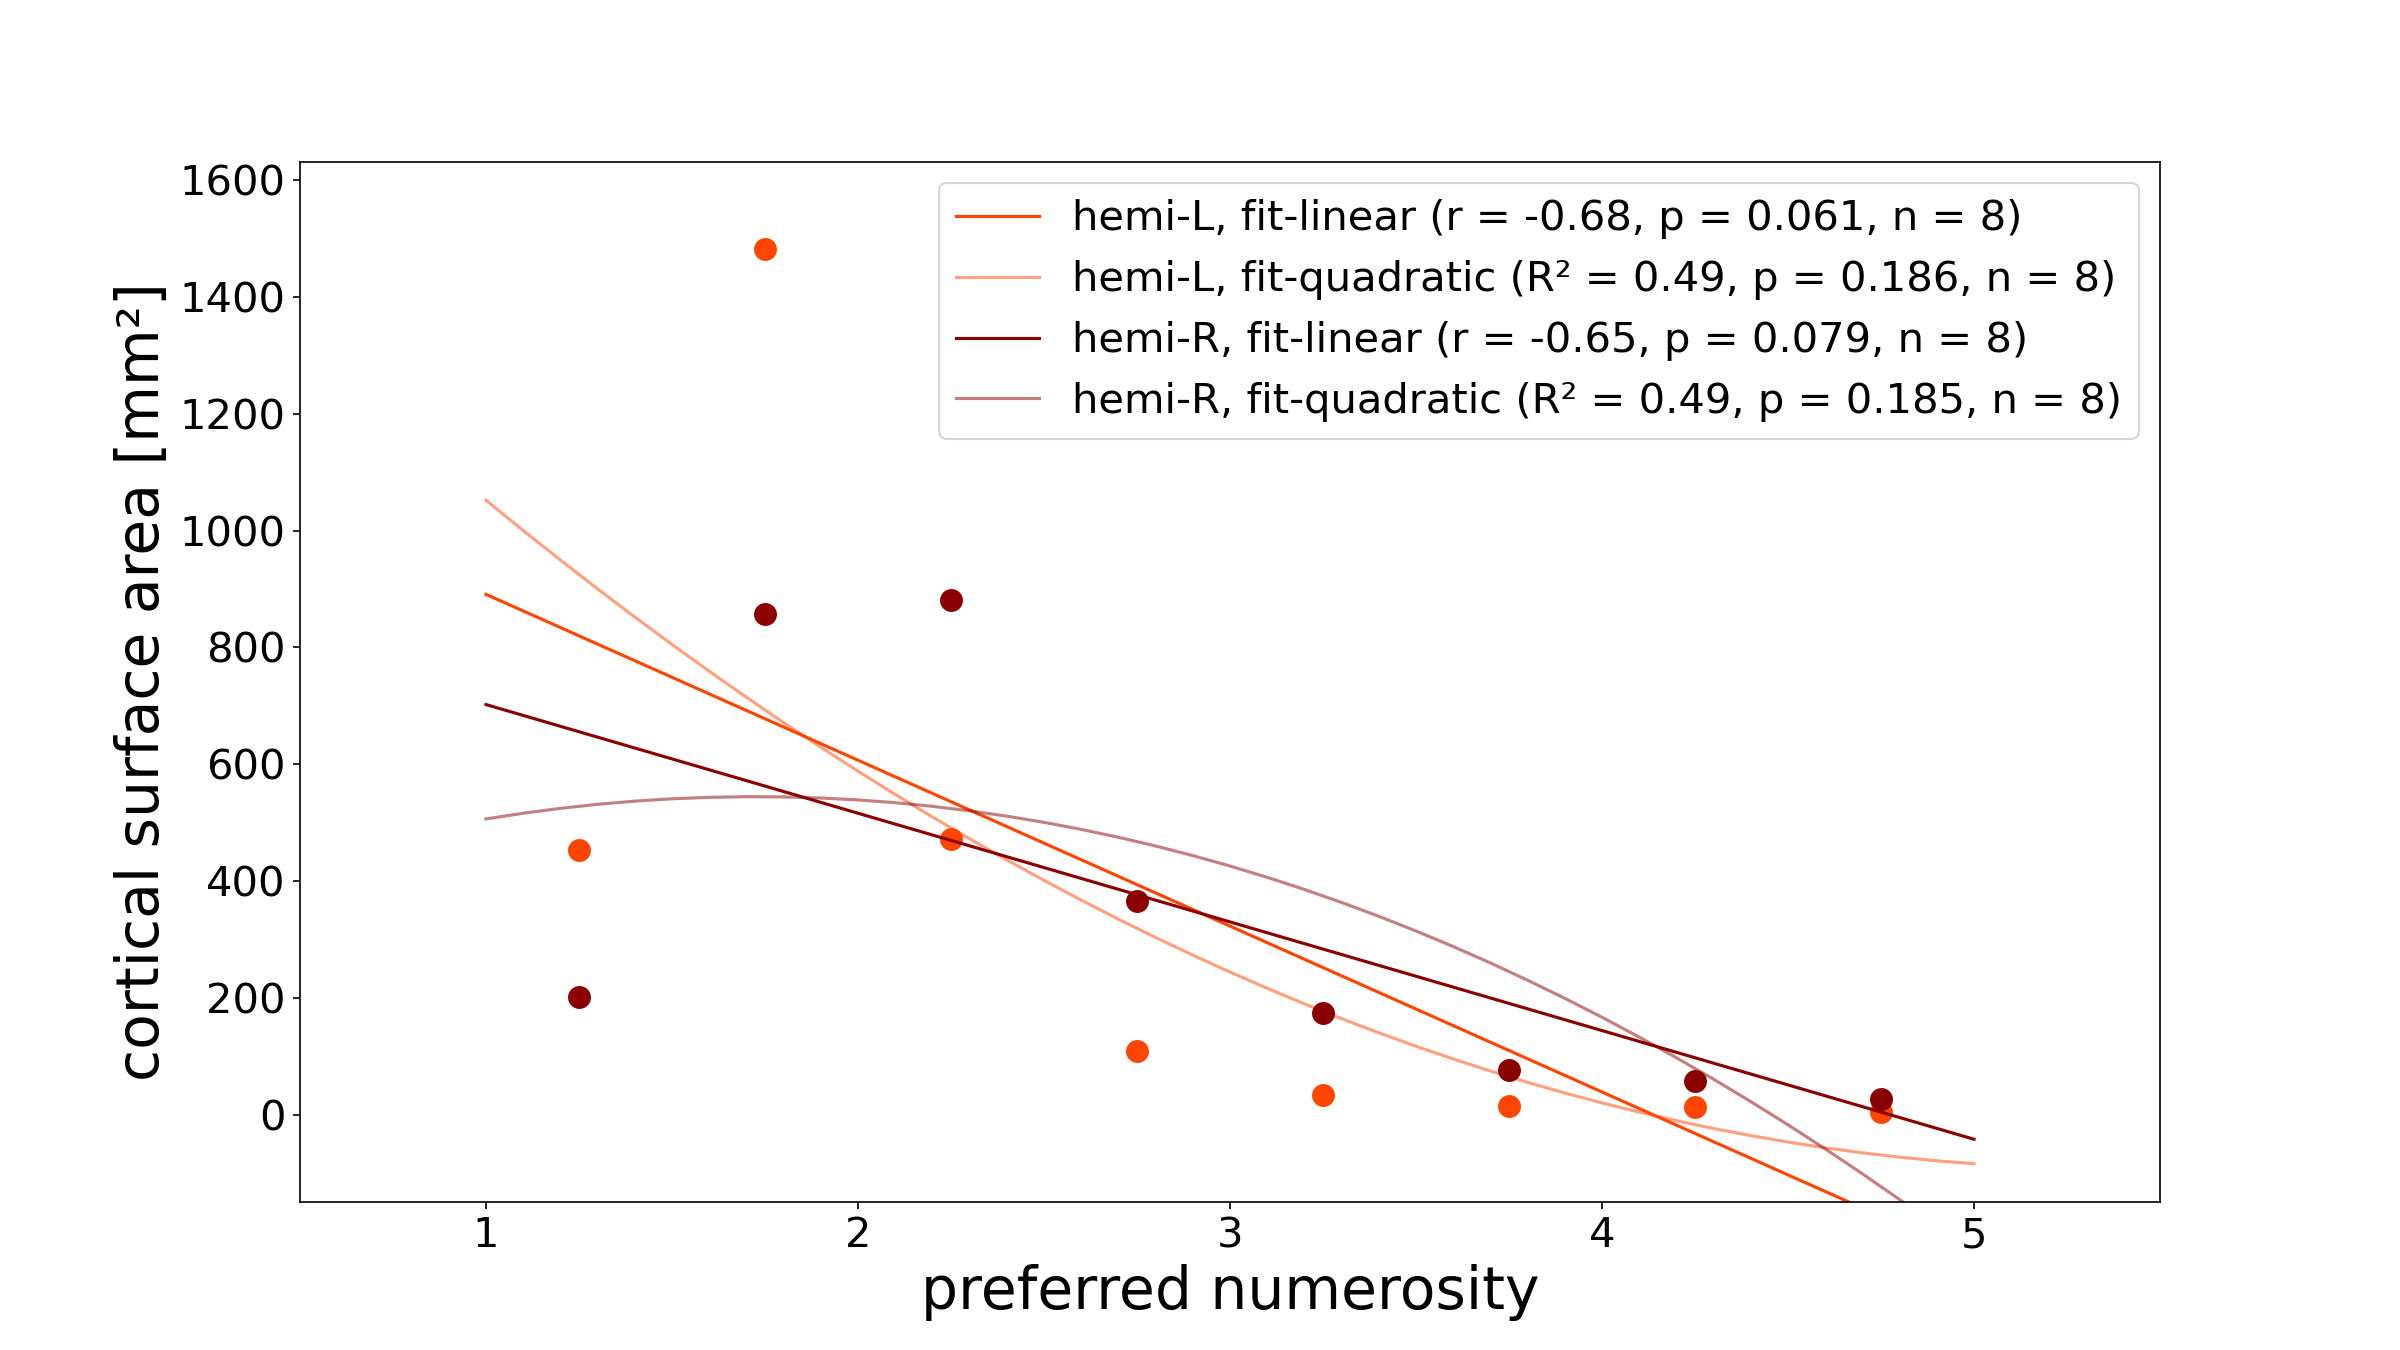 1600
1400
1200
1000
800
600
400
200
0
cortical surface area [mm²]
hemi-L, fit-linear (r = -0.68, p = 0.061, n = 8)
hemi-L, fit-quadratic (R² = 0.49, p = 0.186, n = 8)
hemi-R, fit-linear (r = -0.65, p = 0.079, n = 8)
hemi-R, fit-quadratic (R² = 0.49, p = 0.185, n = 8)
1 2 3 4 5
preferred numerosity